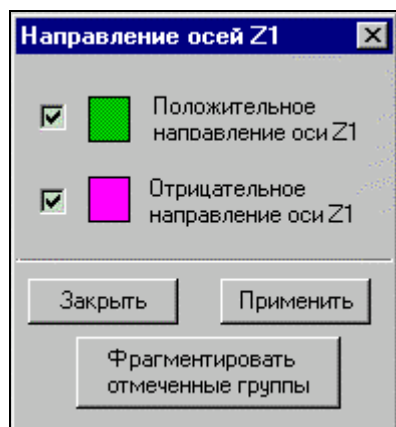 Направление осей Z1
Положительное
направление оси Z1
Отрицательное
направление оси Z1
Закрыть
Применить
Фрагментировать
отмеченные группы